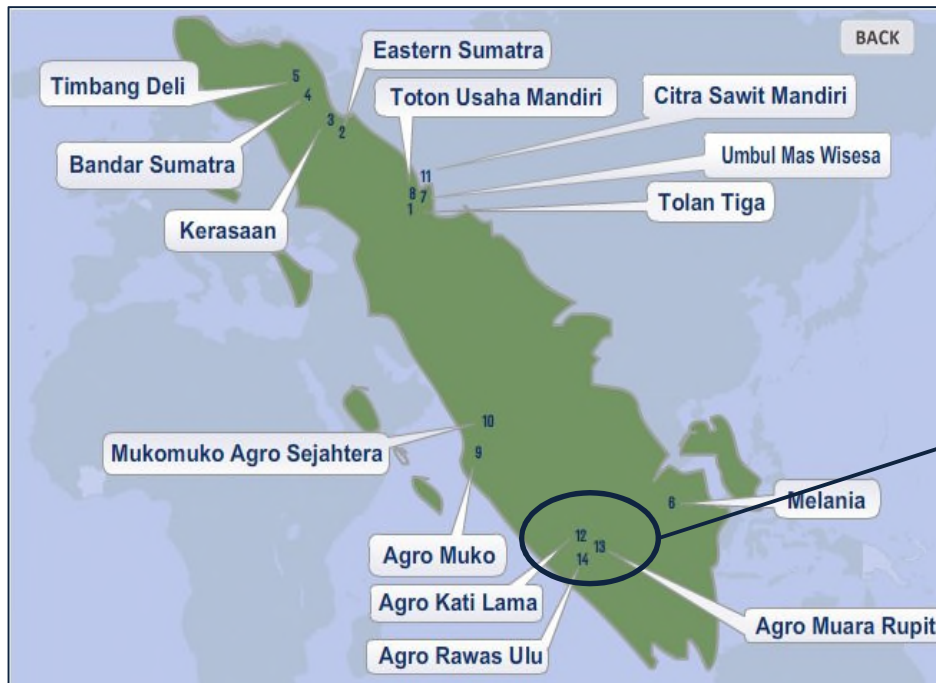 BACK
Eastern Sumatra
Timbang Deli
5
4
Toton Usaha Mandiri
Citra Sawit Mandiri
3
2
Bandar Sumatra
11
Umbul Mas Wisesa
8
7
1
Tolan Tiga
Kerasaan
10
Mukomuko Agro Sejahtera
9
6
Melania
Agro Muko
12
13
14
Agro Kati Lama
Agro Muara Rupit
Agro Rawas Ulu